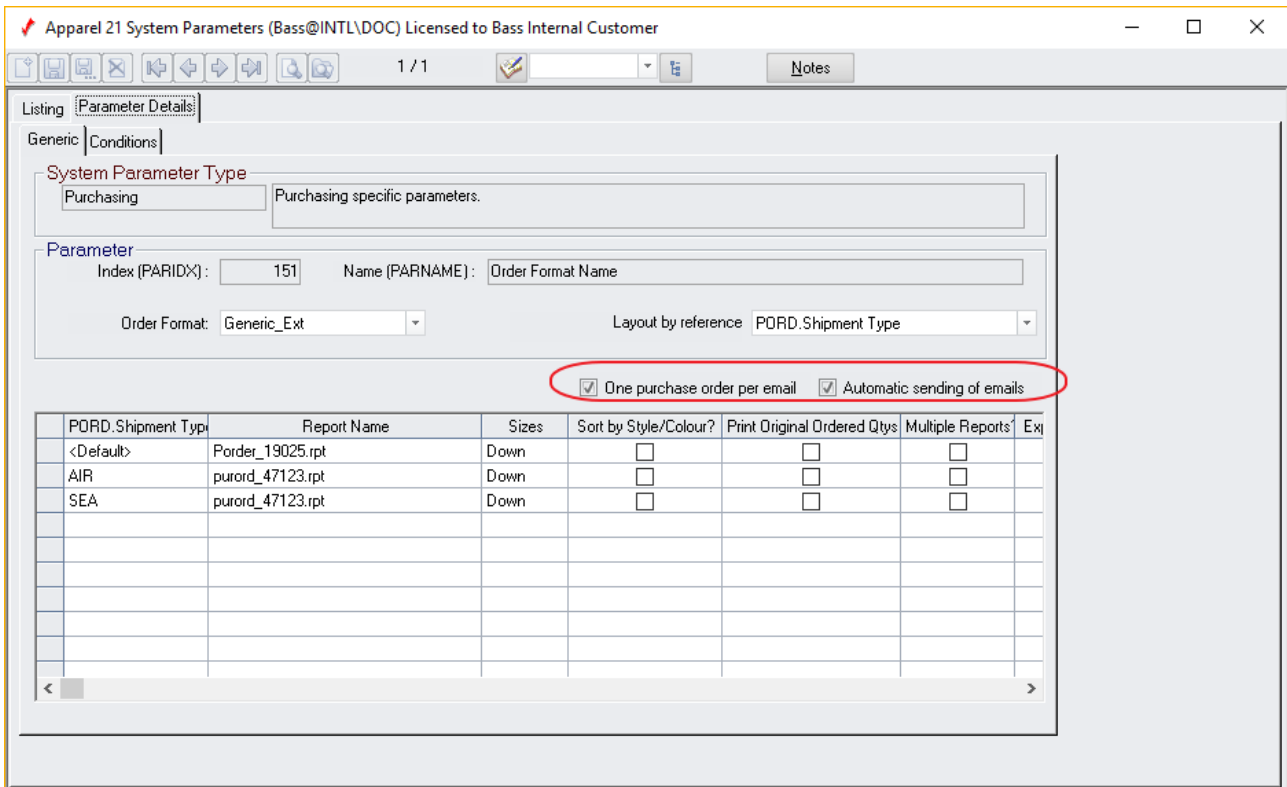 Apparel 21 System Parameters (Bass@INTL\DOC) Licensed to Bass Internal Customer
1 / 1 Notes
Listing Parameter Details
Generic Conditions
System Parameter Type
Purchasing Purchasing specific parameters.
Parameter
Index (PARIDX) : 151 Name (PARNAME) : Order Format Name
Order Format: Generic_Ext Layout by reference PORD.Shipment Type
One purchase order per email Automatic sending of emails
PORD.Shipment Typ Report Name Sizes Sort by Style/Colour? Print Original Ordered Qtys Multiple Reports? Exp
<Default> Porder_19025.rpt Down
AIR purord_47123.rpt Down
SEA purord_47123.rpt Down